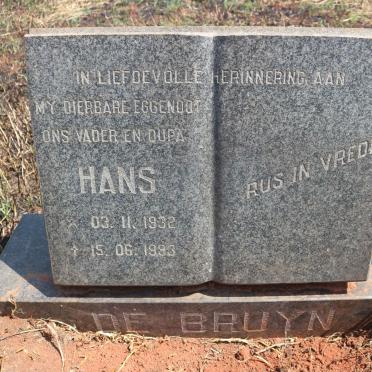 IN LIEFDEVOLLE HERINNERING AAN
MY DIERBARE EGGENOOT
ONS VADER EN OUPA
HANS
* 03. 11. 1932
† 15. 06. 1993
RUS IN VREDE
DE BRUYN